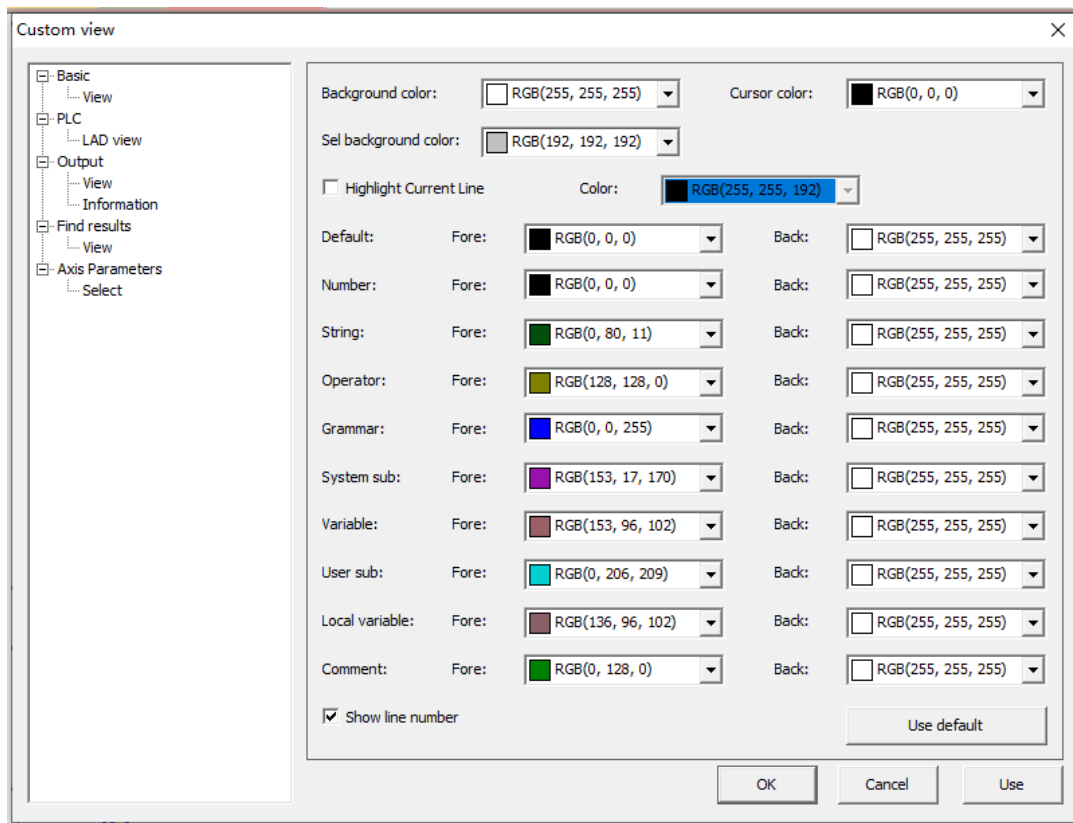 Custom view
Basic
View
PLC
LAD view
Output
View
Information
Find results
View
Axis Parameters
Select
Background color: RGB(255, 255, 255) Cursor color: RGB(0, 0, 0)
Sel background color: RGB(192, 192, 192)
Highlight Current Line Color: RGB(255, 255, 192)
Default: Fore: RGB(0, 0, 0) Back: RGB(255, 255, 255)
Number: Fore: RGB(0, 0, 0) Back: RGB(255, 255, 255)
String: Fore: RGB(0, 80, 11) Back: RGB(255, 255, 255)
Operator: Fore: RGB(128, 128, 0) Back: RGB(255, 255, 255)
Grammar: Fore: RGB(0, 0, 255) Back: RGB(255, 255, 255)
System sub: Fore: RGB(153, 17, 170) Back: RGB(255, 255, 255)
Variable: Fore: RGB(153, 96, 102) Back: RGB(255, 255, 255)
User sub: Fore: RGB(0, 206, 209) Back: RGB(255, 255, 255)
Local variable: Fore: RGB(136, 96, 102) Back: RGB(255, 255, 255)
Comment: Fore: RGB(0, 128, 0) Back: RGB(255, 255, 255)
Show line number
Use default
OK Cancel Use